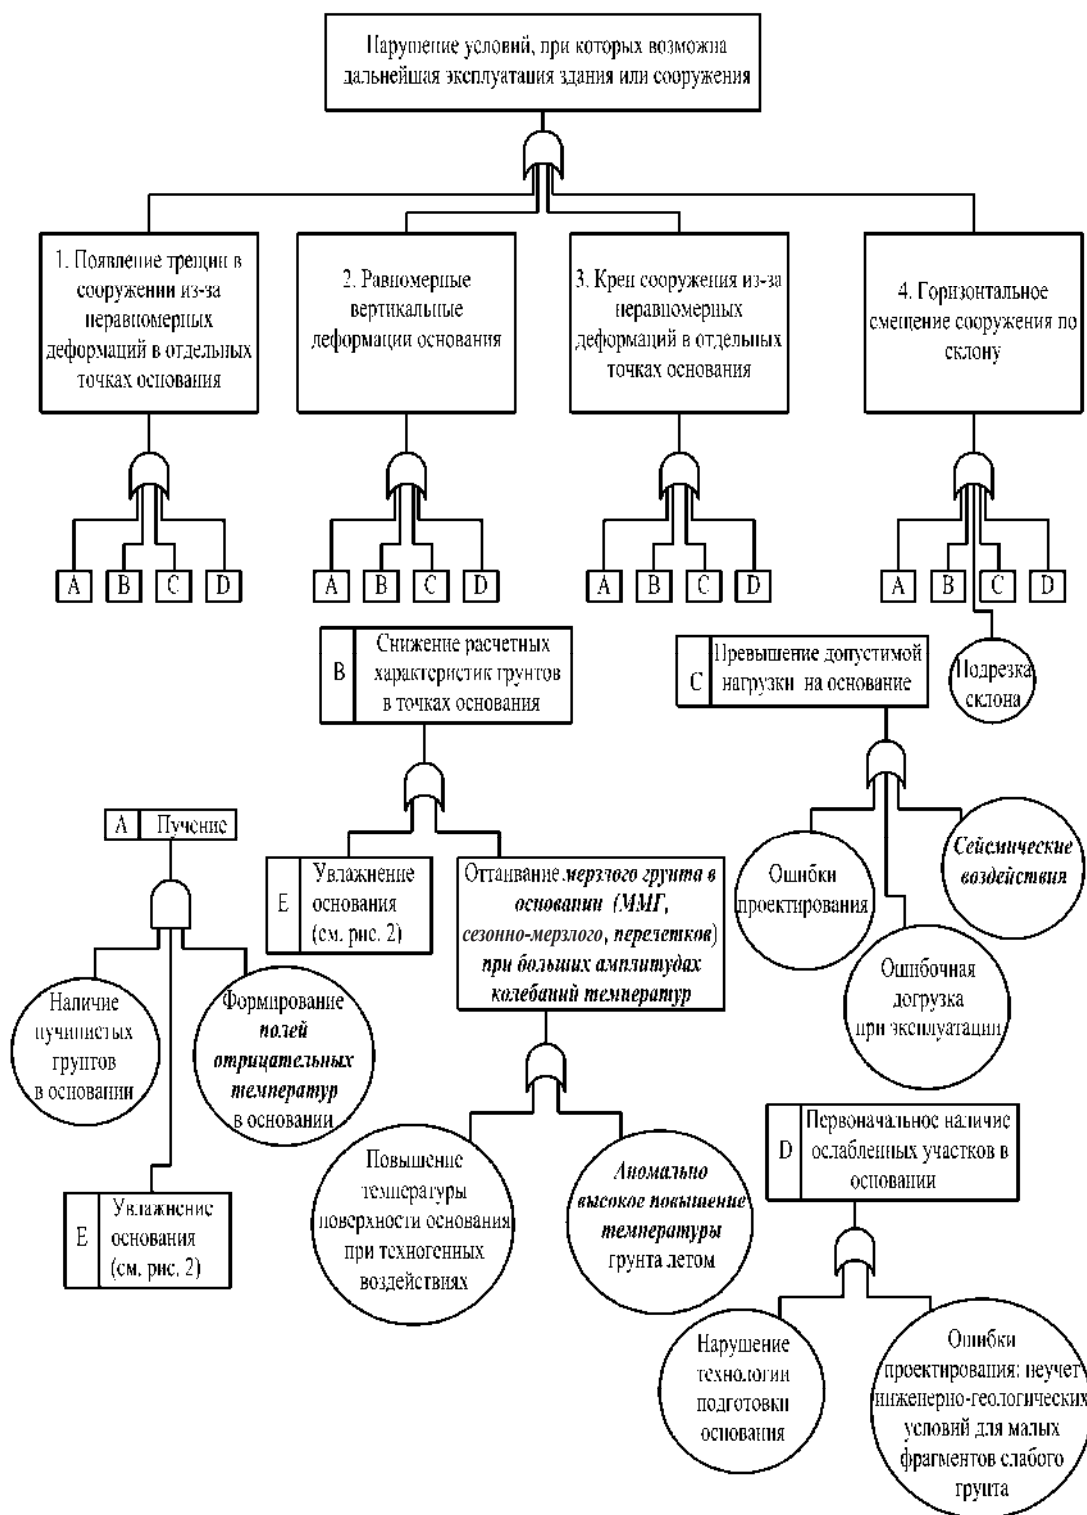 Нарушение условий, при которых возможна
дальнейшая эксплуатация здания или сооружения
1. Появление трещин в
сооружении из-за
неравномерных
деформаций в отдельных
точках основания
2. Равномерные
вертикальные
деформации основания
3. Крен сооружения из-за
неравномерных
деформаций в отдельных
точках основания
4. Горизонтальное
смещение сооружения по
склону
A B C D
A B C D
A B C D
A B C D
Подрезка
склона
B
Снижение расчетных
характеристик грунтов
в точках основания
C
Превышение допустимой
нагрузки на основание
A Пучение
E
Увлажнение
основания
(см. рис. 2)
Оттаивание мерзлого грунта в
основании (ММГ,
сезонно-мерзлого, перелетков)
при больших амплитудах
колебаний температур
Ошибки
проектирования
Сейсмические
воздействия
Ошибочная
догрузка
при эксплуатации
Наличие
пучинистых
грунтов
в основании
Формирование
полей
отрицательных
температур
в основании
E
Увлажнение
основания
(см. рис. 2)
Повышение
температуры
поверхности основания
при техногенных
воздействиях
Аномально
высокое повышение
температуры
грунта летом
D
Первоначальное наличие
ослабленных участков в
основании
Нарушение
технологии
подготовки
основания
Ошибки
проектирования: неучет
инженерно-геологических
условий для малых
фрагментов слабого
грунта